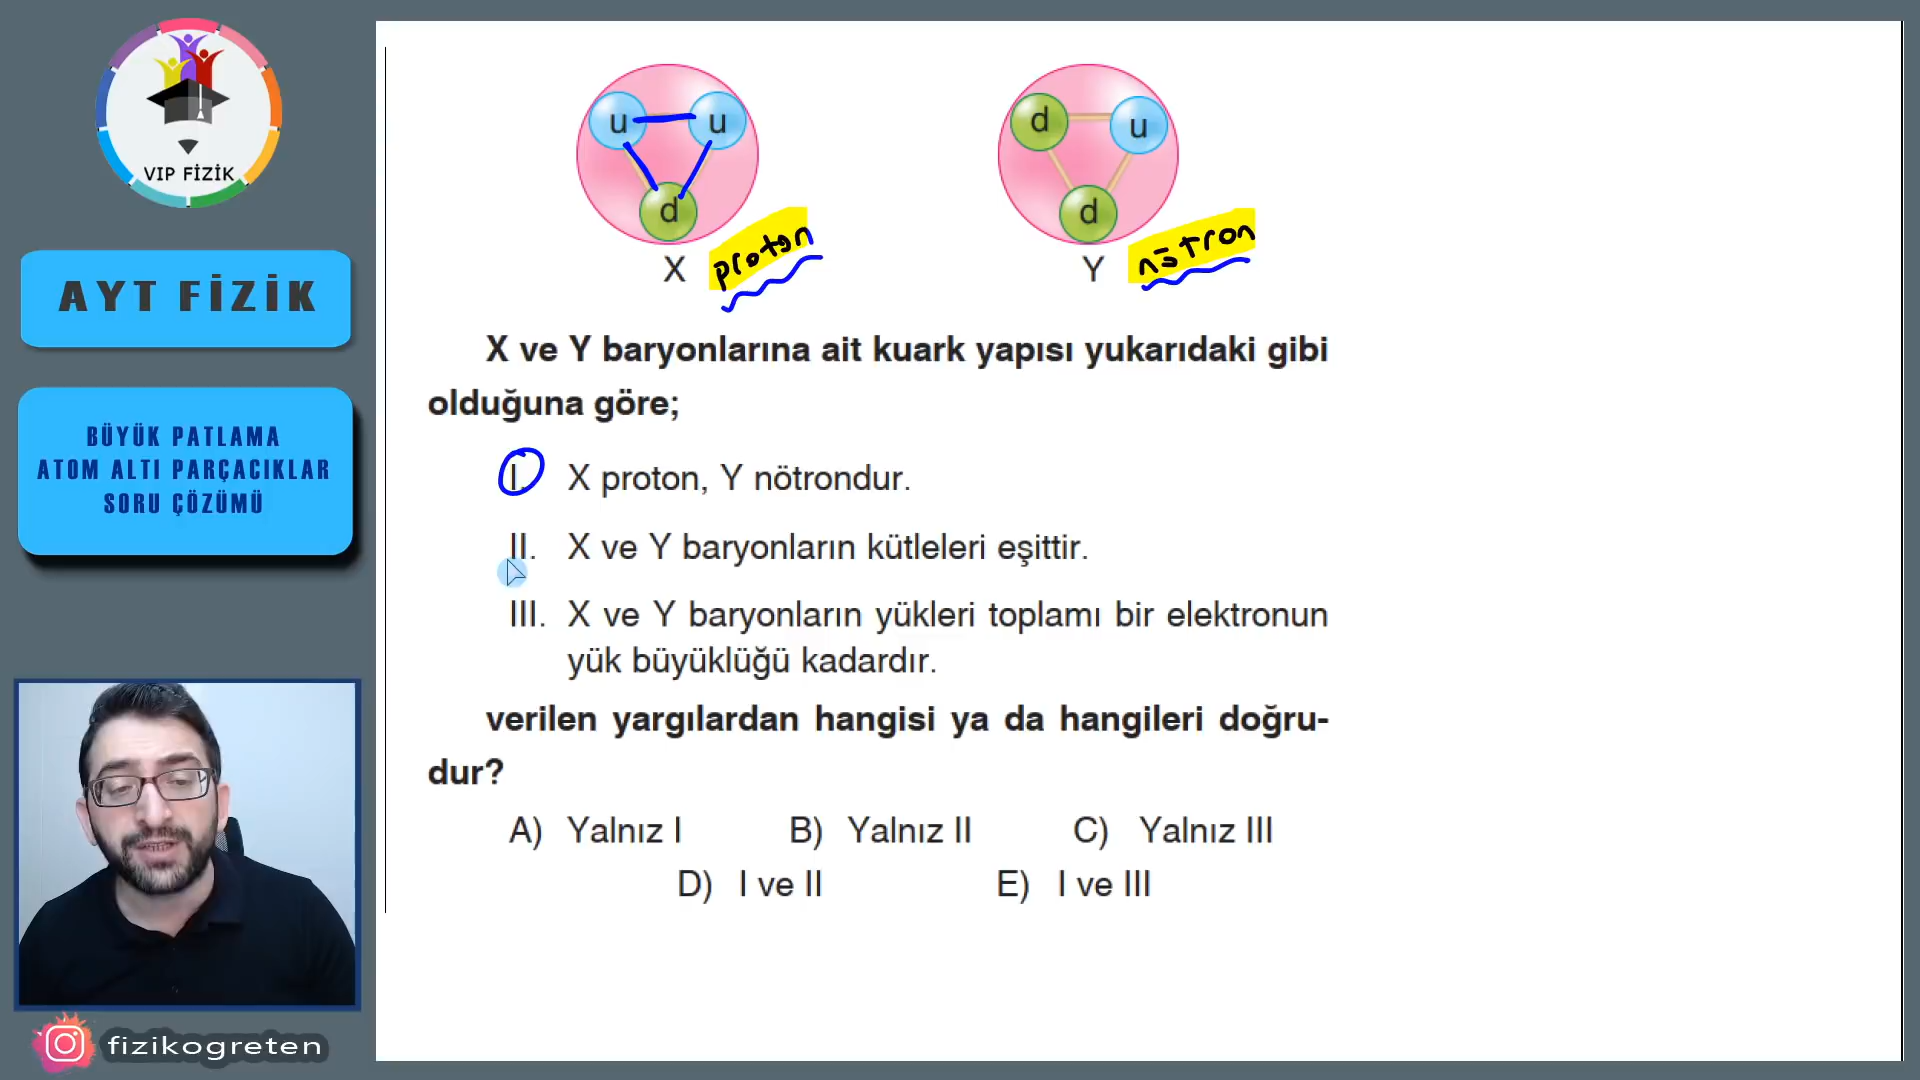 VIP FİZİK
AYT FİZİK
BÜYÜK PATLAMA
ATOM ALTI PARÇACIKLAR
SORU ÇÖZÜMÜ
fizikogreten
u u
d
X proton
d u
d
Y nötron
X ve Y baryonlarına ait kuark yapısı yukarıdaki gibi
olduğuna göre;
I. X proton, Y nötrondur.
II. X ve Y baryonların kütleleri eşittir.
III. X ve Y baryonların yükleri toplamı bir elektronun
yük büyüklüğü kadardır.
verilen yargılardan hangisi ya da hangileri doğru-
dur?
A) Yalnız I B) Yalnız II C) Yalnız III
D) I ve II E) I ve III